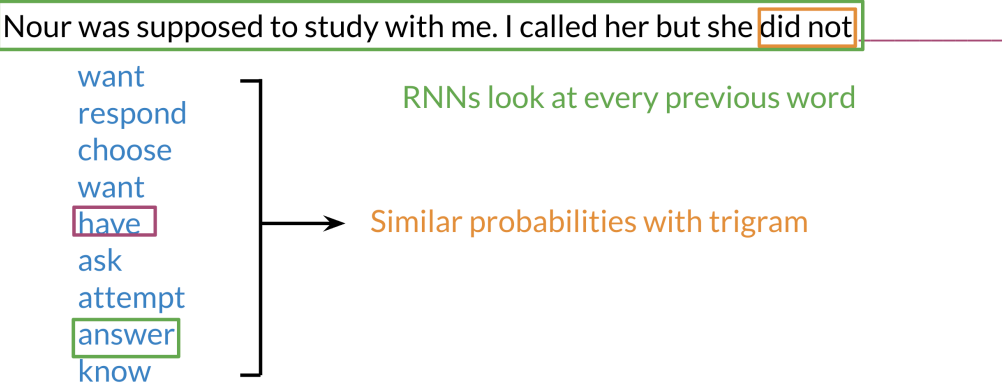 Nour was supposed to study with me. I called her but she did not
want
RNNs look at every previous word
respond
choose
want
have
Similar probabilities with trigram
ask
attempt
answer
know